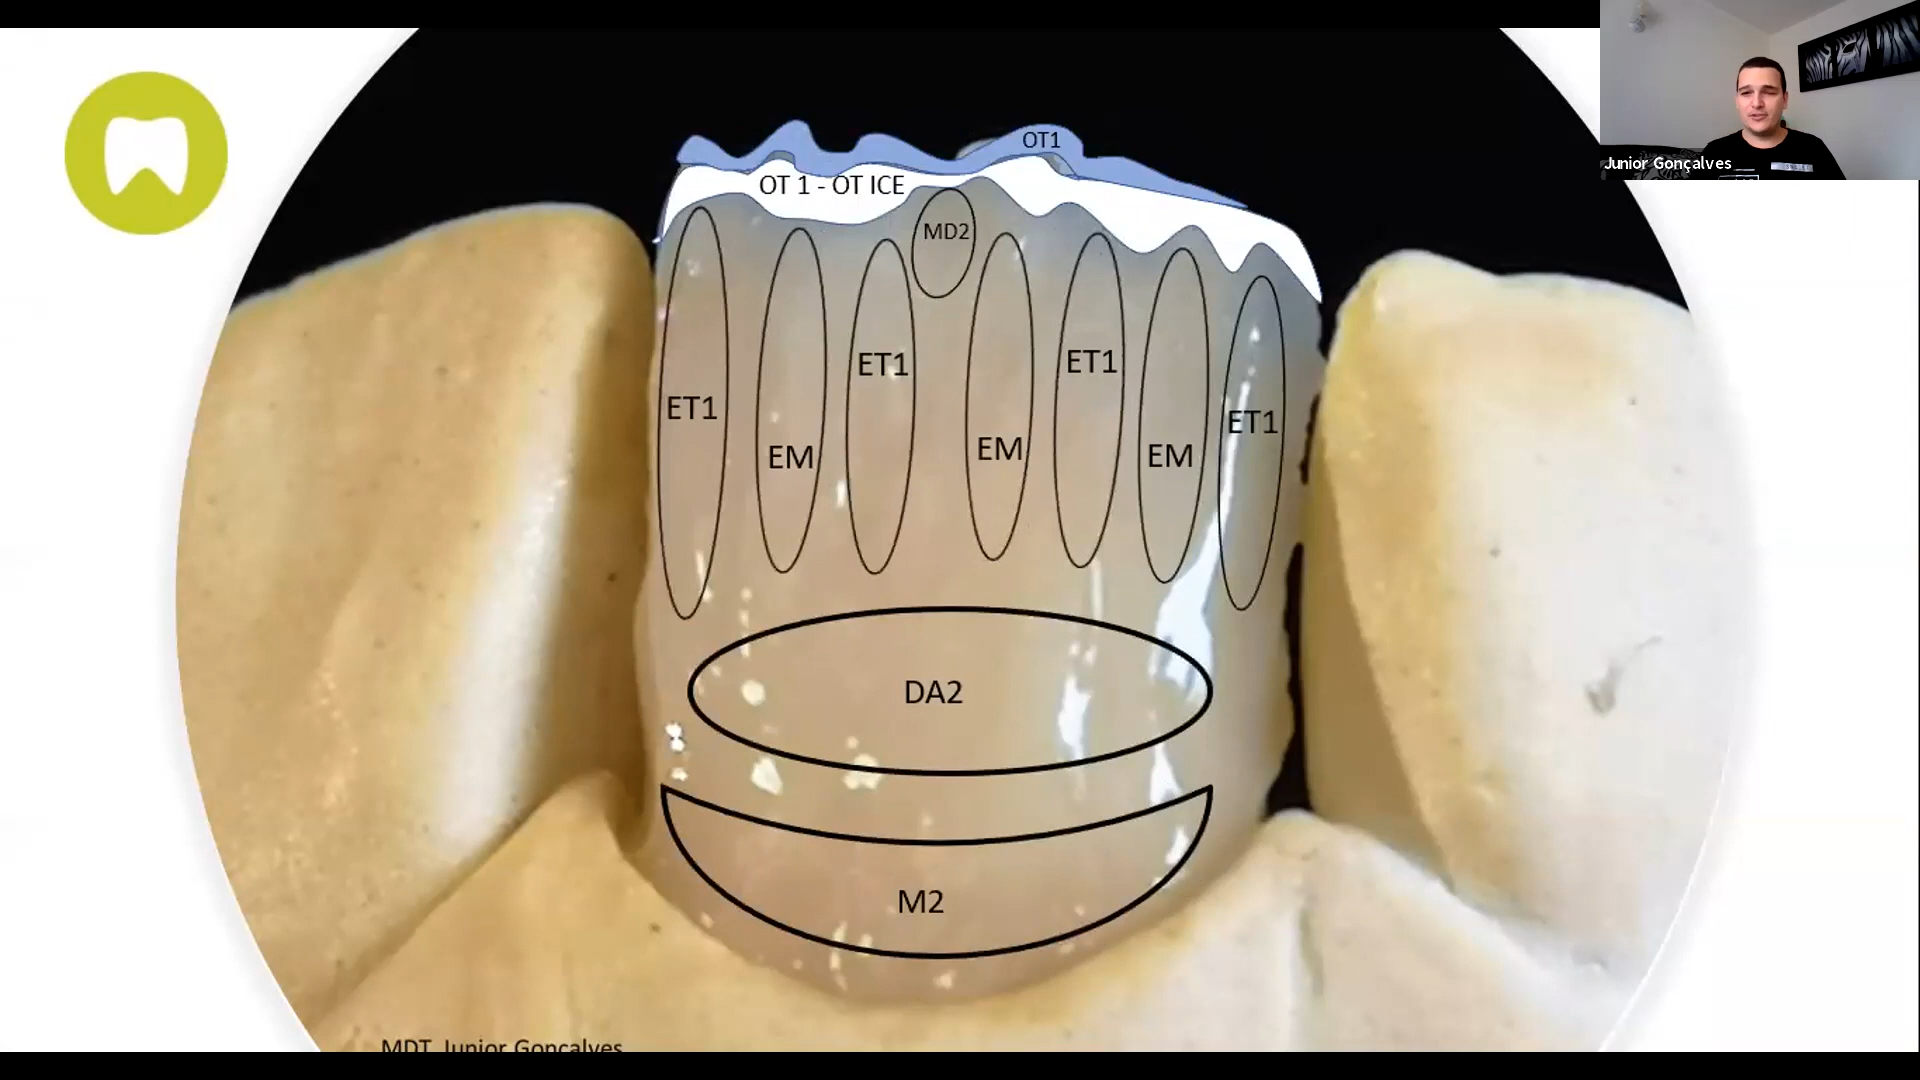 Junior Gonçalves
OT1
OT 1 - OT ICE
MD2
ET1
EM
ET1
EM
ET1
EM
ET1
DA2
M2
MDT Junior Gonçalves